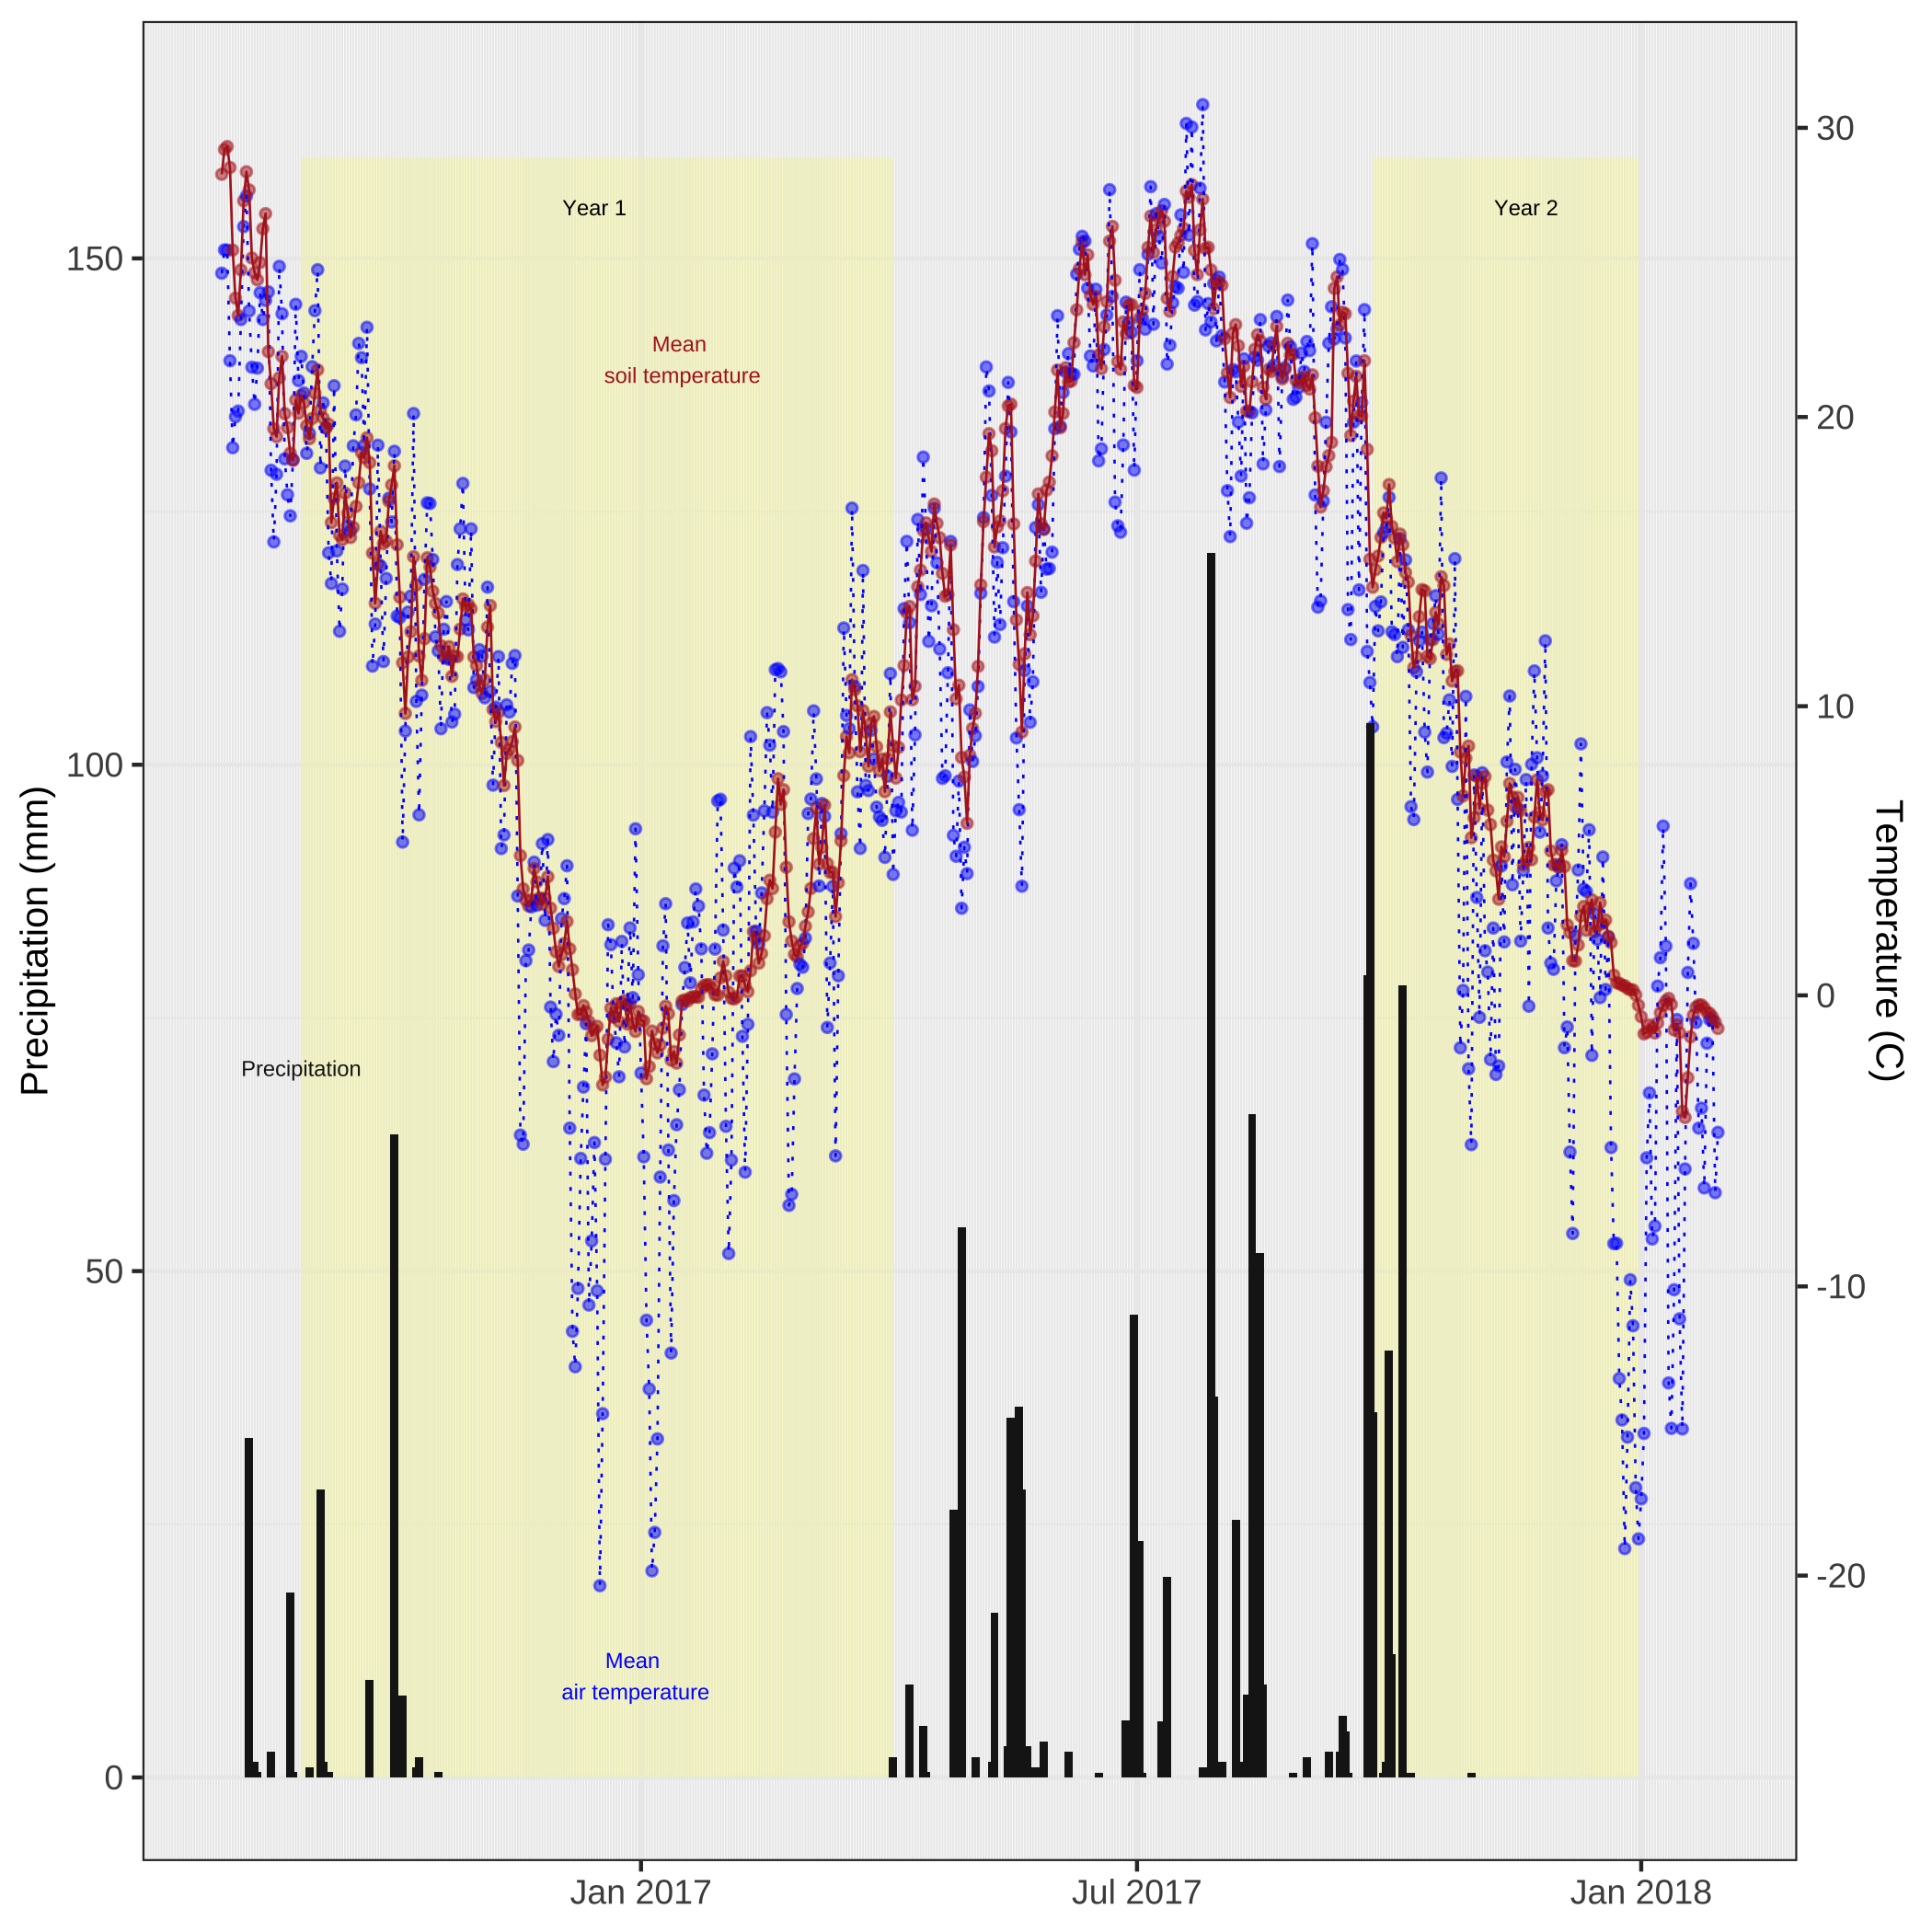 Year 1
Year 2
Mean
soil temperature
Precipitation
Mean
air temperature
Precipitation (mm)
150
100
50
0
Temperature (C)
30
20
10
0
-10
-20
Jan 2017
Jul 2017
Jan 2018